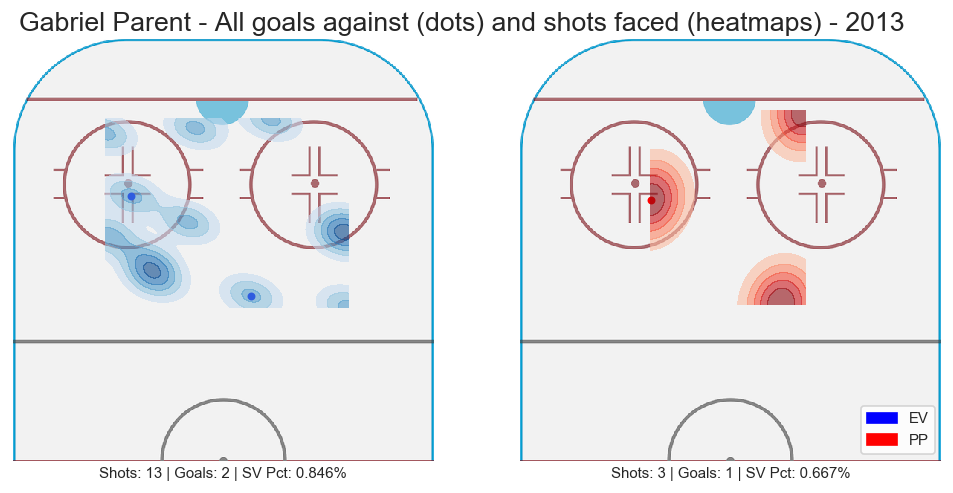 Gabriel Parent - All goals against (dots) and shots faced (heatmaps) - 2013
EV
PP
Shots: 13 | Goals: 2 | SV Pct: 0.846%
Shots: 3 | Goals: 1 | SV Pct: 0.667%